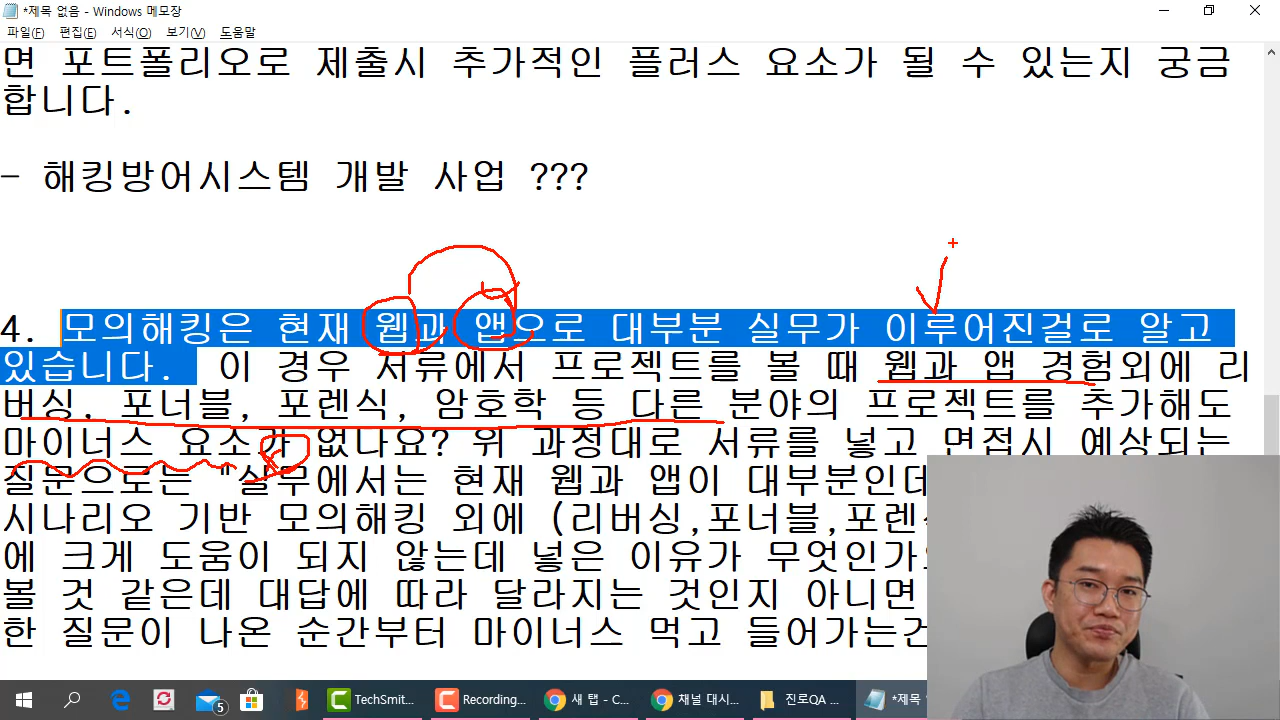 *제목 없음 - Windows 메모장
파일(F) 편집(E) 서식(O) 보기(V) 도움말
면 포트폴리오로 제출시 추가적인 플러스 요소가 될 수 있는지 궁금
합니다.
- 해킹방어시스템 개발 사업 ???
4. 모의해킹은 현재 웹과 앱으로 대부분 실무가 이루어진걸로 알고
있습니다. 이 경우 서류에서 프로젝트를 볼 때 웹과 앱 경험외에 리
버싱, 포너블, 포렌식, 암호학 등 다른 분야의 프로젝트를 추가해도
마이너스 요소가 없나요? 위 과정대로 서류를 넣고 면접시 예상되는
질문으로는 "실무에서는 현재 웹과 앱이 대부분인데
시나리오 기반 모의해킹 외에 (리버싱,포너블,포렌
에 크게 도움이 되지 않는데 넣은 이유가 무엇인가
볼 것 같은데 대답에 따라 달라지는 것인지 아니면
한 질문이 나온 순간부터 마이너스 먹고 들어가는건
5 TechSmit... Recording... 새 탭 - C... 채널 대시... 진로QA ... *제목